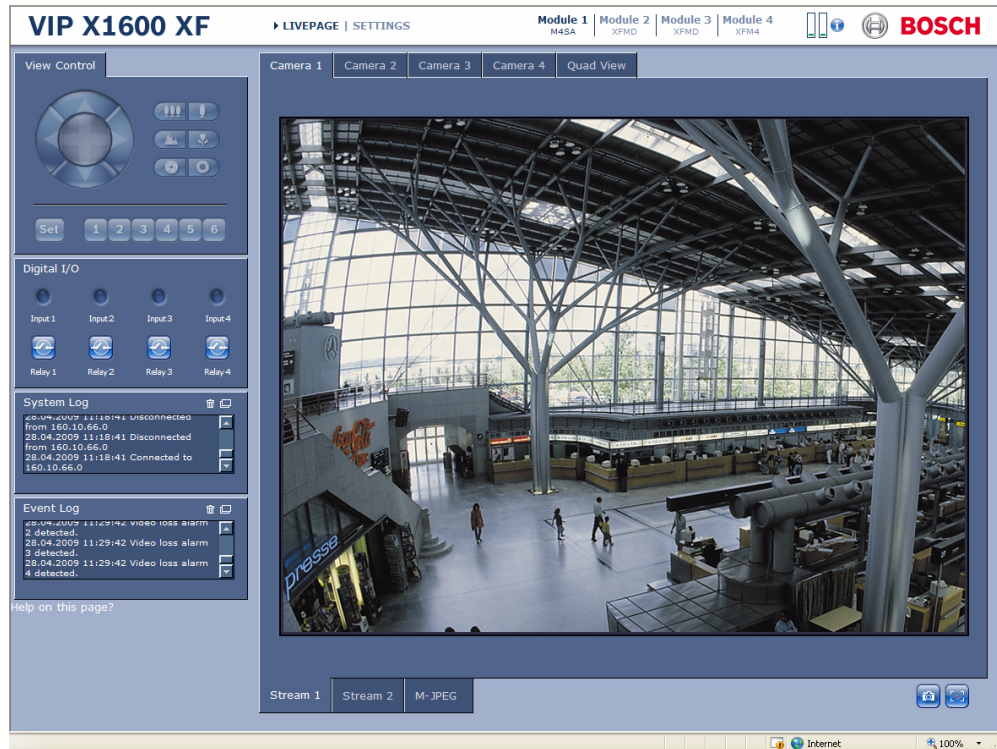 VIP X1600 XF
LIVEPAGE | SETTINGS
Module 1 | Module 2 | Module 3 | Module 4
M4SA XFMD XFMD XFM4
BOSCH
View Control
Camera 1 Camera 2 Camera 3 Camera 4 Quad View
Set 1 2 3 4 5 6
Digital I/O
Input 1 Input 2 Input 3 Input 4
Relay 1 Relay 2 Relay 3 Relay 4
System Log
28.04.2009 11:18:41 Disconnected
from 160.10.66.0
28.04.2009 11:18:41 Disconnected
from 160.10.66.0
28.04.2009 11:18:41 Connected to
160.10.66.0
Event Log
28.04.2009 11:29:42 Video loss alarm
2 detected.
28.04.2009 11:29:42 Video loss alarm
3 detected.
28.04.2009 11:29:42 Video loss alarm
4 detected.
Help on this page?
Coca-Cola
presse
Stream 1 Stream 2 M-JPEG
Internet
100%